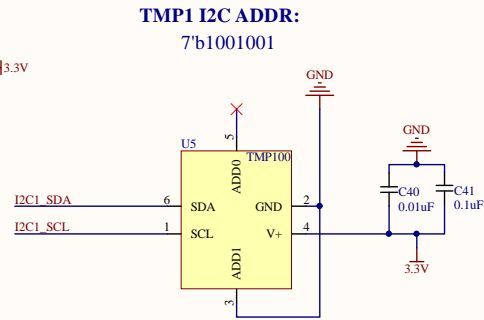 TMP1 I2C ADDR:
7'b1001001
3.3V
GND
U5
5
TMP100
ADD0
GND
I2C1_SDA
6
SDA
GND
2
C40
0.01uF
C41
0.1uF
I2C1_SCL
1
SCL
V+
4
ADD1
3.3V
3